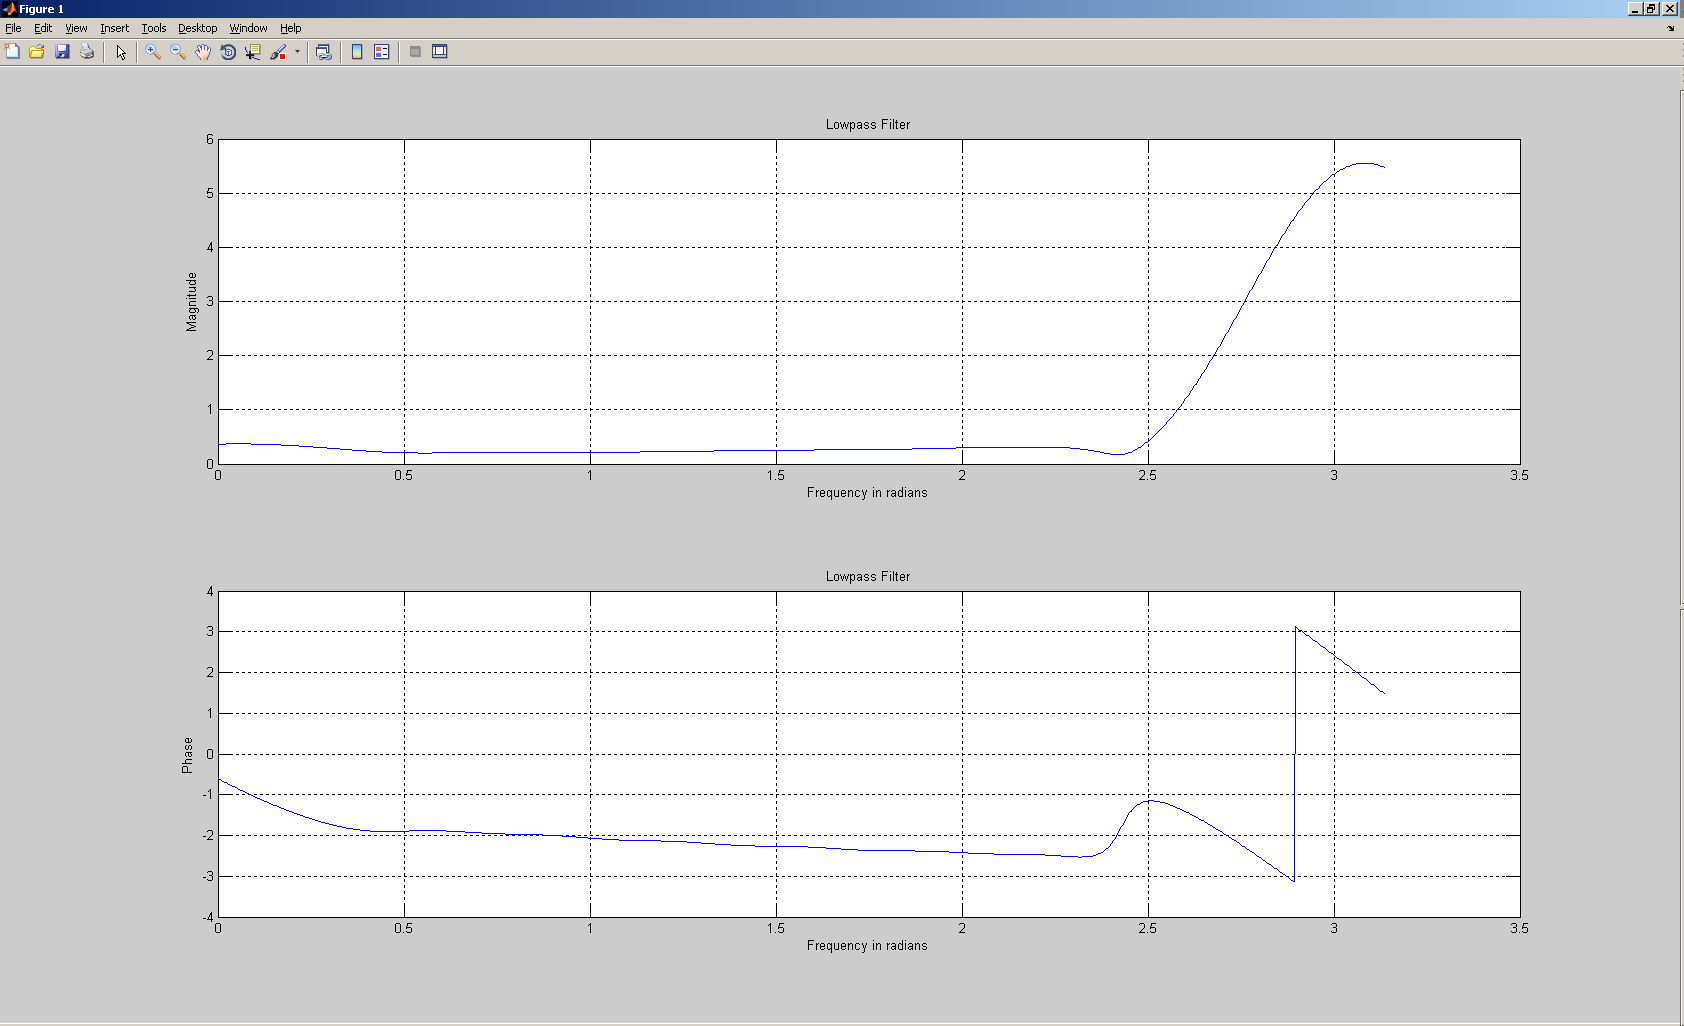 Figure 1
File Edit View Insert Tools Desktop Window Help
Lowpass Filter
6
5
4
3
2
1
0
Magnitude
0 0.5 1 1.5 2 2.5 3 3.5
Frequency in radians
Lowpass Filter
4
3
2
1
0
-1
-2
-3
-4
Phase
0 0.5 1 1.5 2 2.5 3 3.5
Frequency in radians